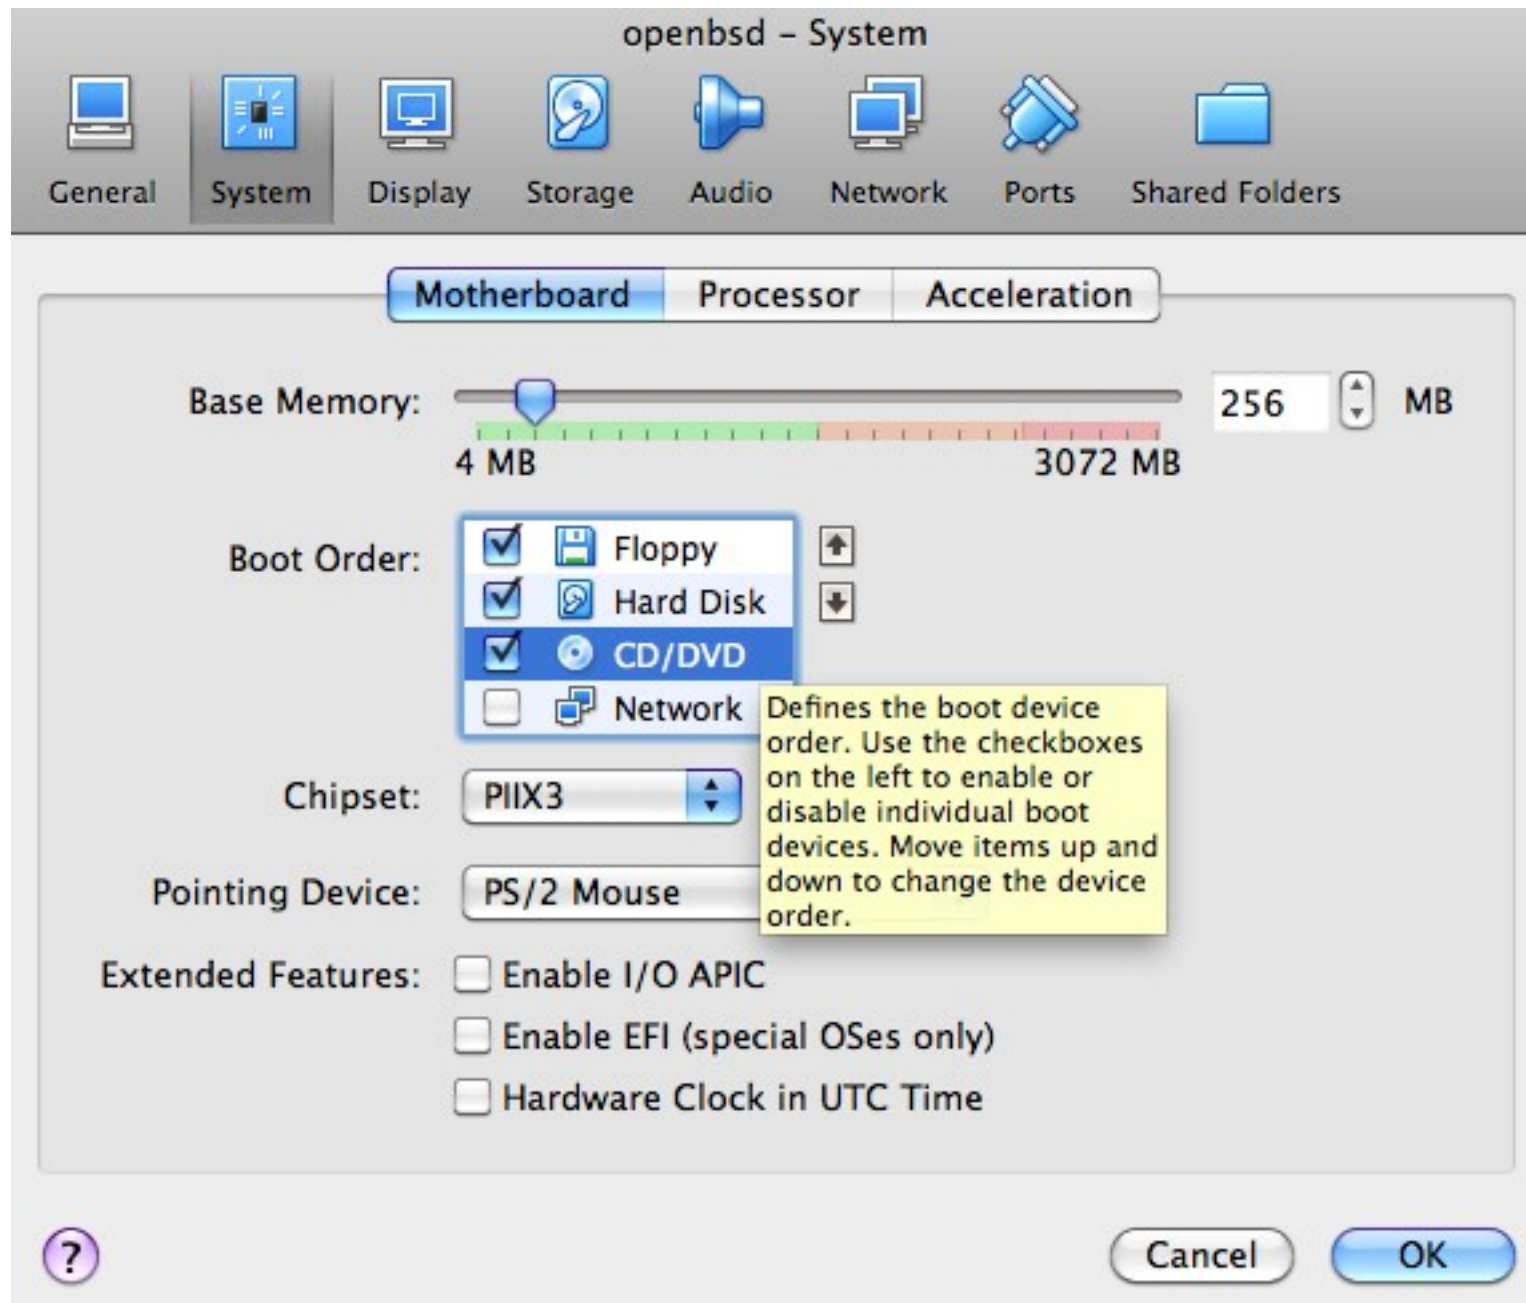 openbsd – System
General System Display Storage Audio Network Ports Shared Folders
Motherboard Processor Acceleration
Base Memory: 256 MB
4 MB 3072 MB
Boot Order: Floppy
Hard Disk
CD/DVD
Network
Defines the boot device
order. Use the checkboxes
on the left to enable or
disable individual boot
devices. Move items up and
down to change the device
order.
Chipset: PIIX3
Pointing Device: PS/2 Mouse
Extended Features: Enable I/O APIC
Enable EFI (special OSes only)
Hardware Clock in UTC Time
?
Cancel OK